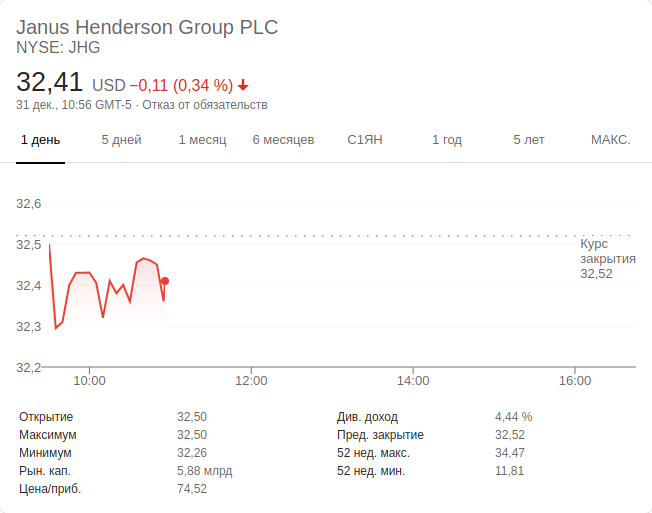 Janus Henderson Group PLC
NYSE: JHG
32,41 USD −0,11 (0,34 %)
31 дек., 10:56 GMT-5 · Отказ от обязательств
1 день 5 дней 1 месяц 6 месяцев С1ЯН 1 год 5 лет МАКС.
32,6
32,5
32,4
32,3
32,2
Курс
закрытия
32,52
10:00 12:00 14:00 16:00
Открытие 32,50 Див. доход 4,44 %
Максимум 32,50 Пред. закрытие 32,52
Минимум 32,26 52 нед. макс. 34,47
Рын. кап. 5,88 млрд 52 нед. мин. 11,81
Цена/приб. 74,52